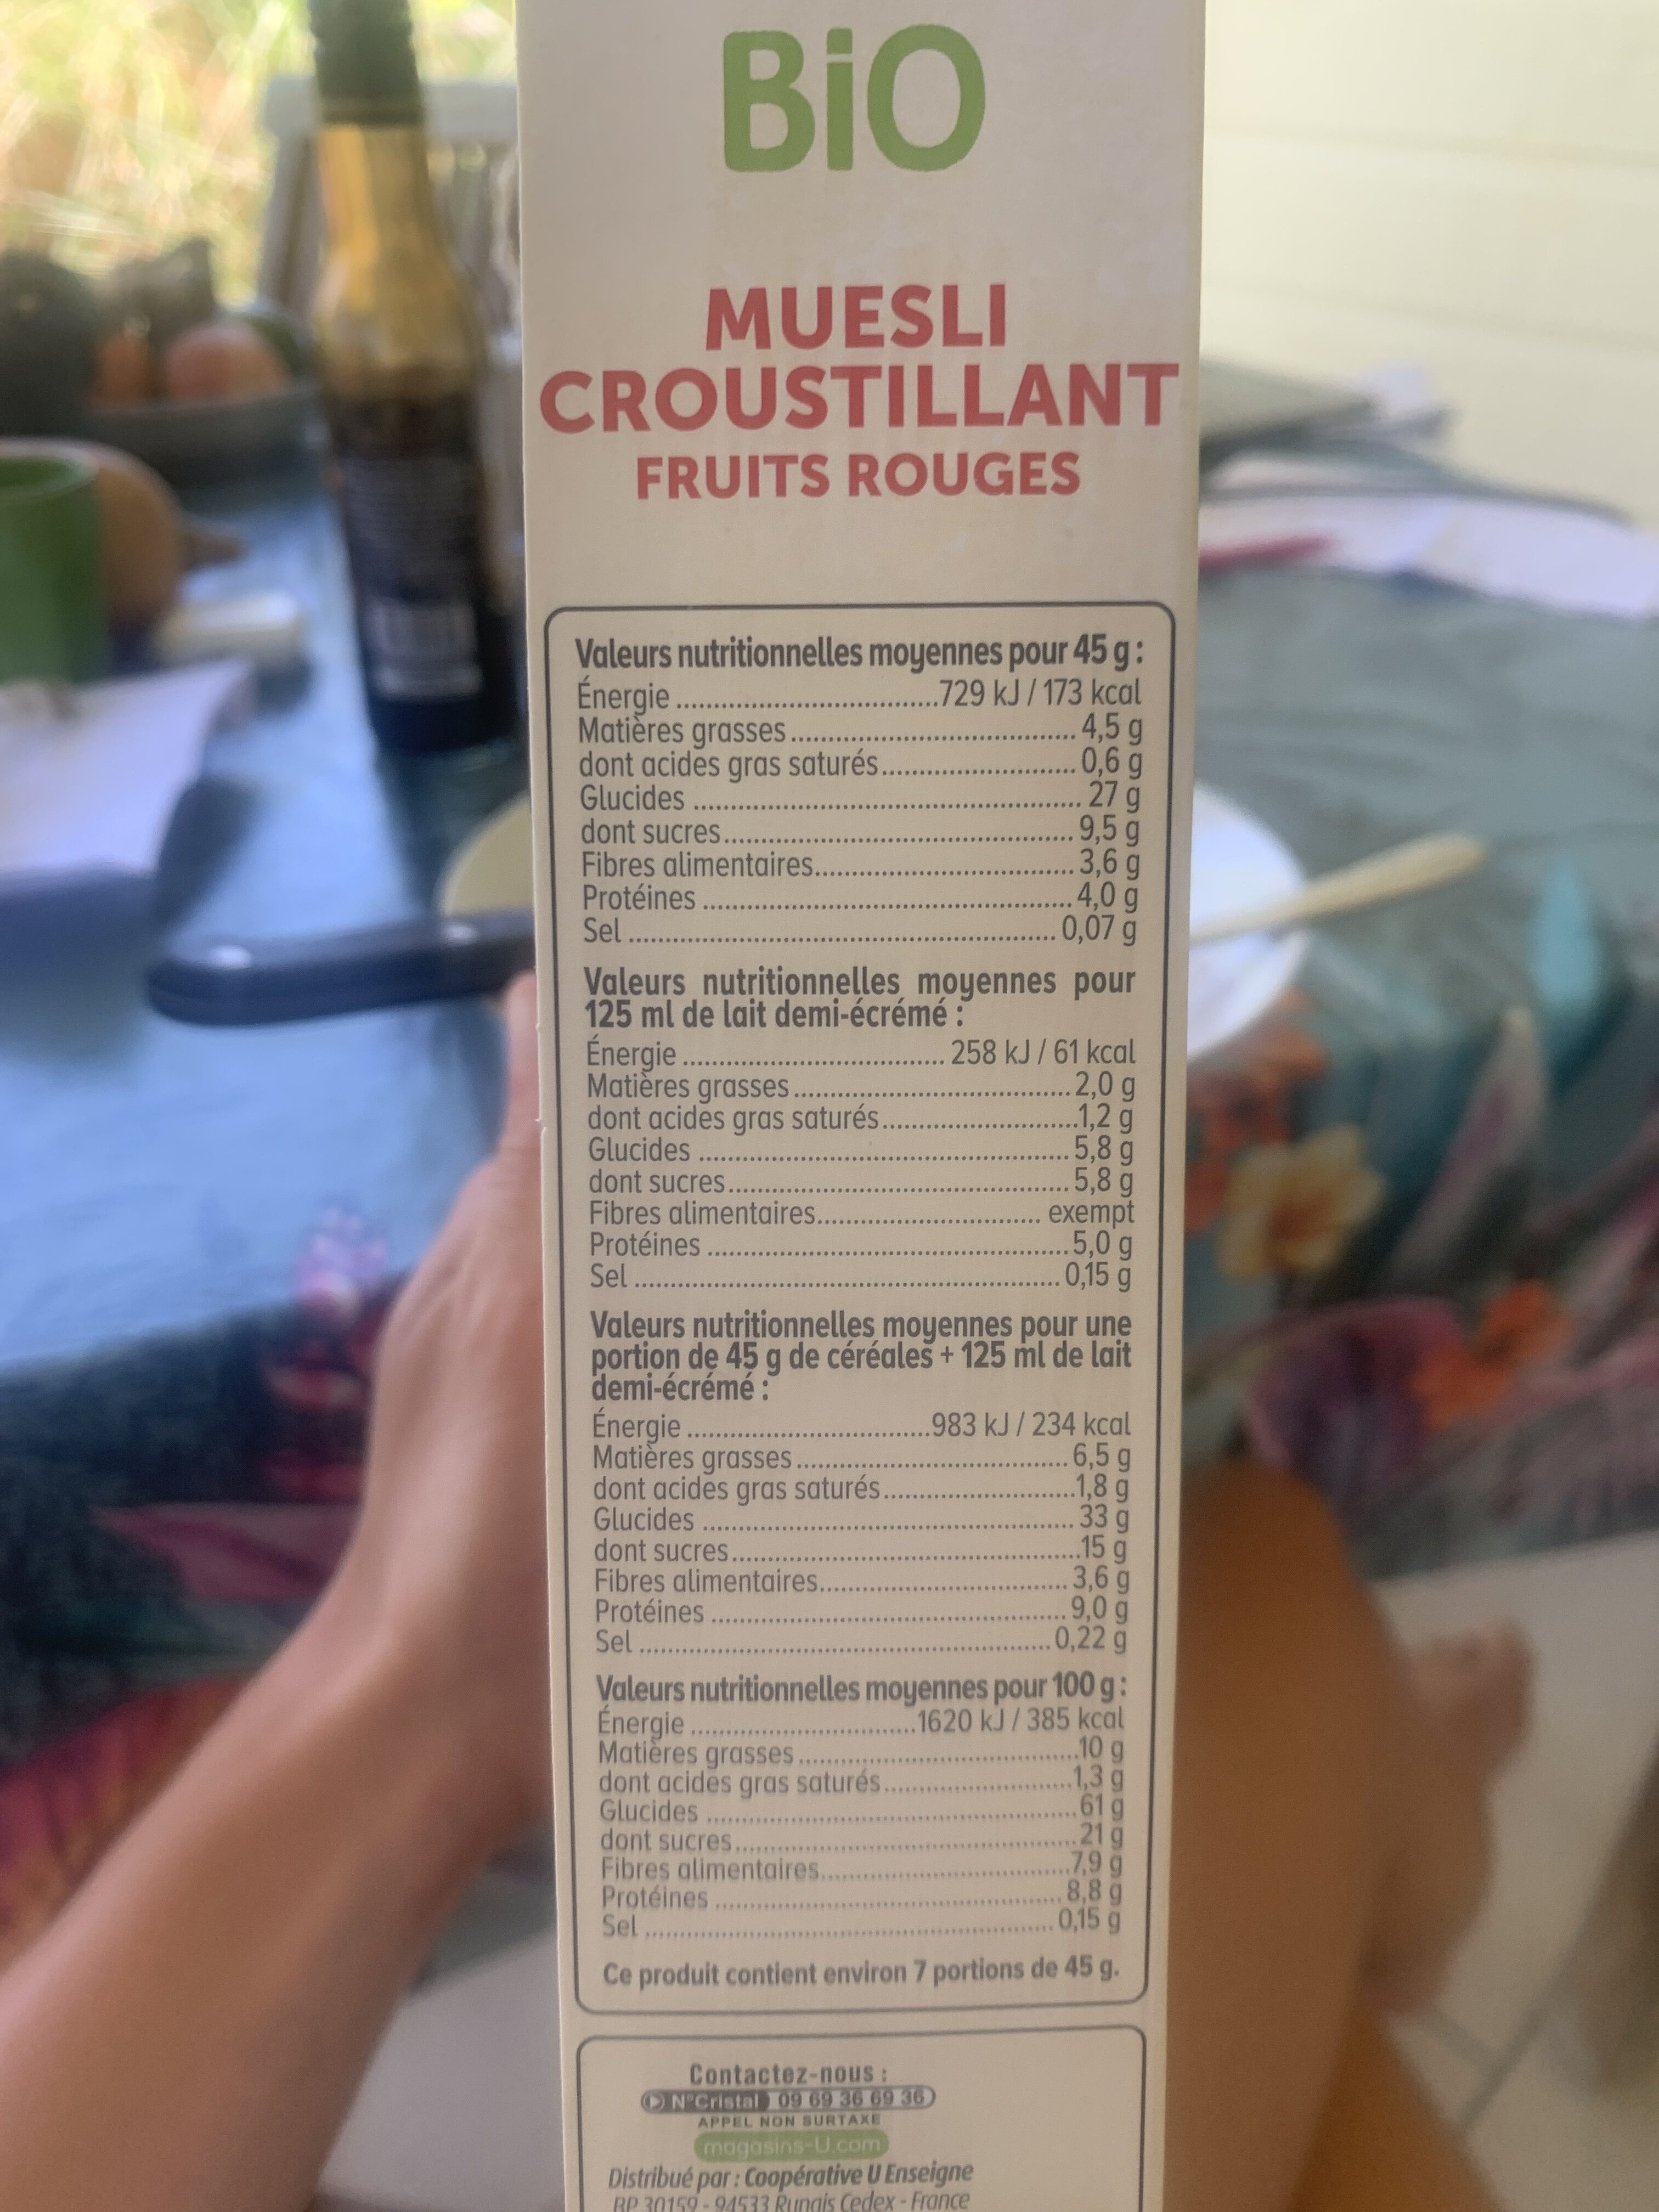 BiO
MUESLI
CROUSTILLANT
FRUITS ROUGES
Valeurs nutritionnelles moyennes pour 45 g :
Énergie ................................729 kJ / 173 kcal
Matières grasses.................................... 4,5 g
dont acides gras saturés......................... 0,6 g
Glucides ................................................ 27 g
dont sucres........................................... 9,5 g
Fibres alimentaires................................ 3,6 g
Protéines .............................................. 4,0 g
Sel ..................................................... 0,07 g
Valeurs nutritionnelles moyennes pour
125 ml de lait demi-écrémé :
Énergie ................................ 258 kJ / 61 kcal
Matières grasses................................... 2,0 g
dont acides gras saturés.........................1,2 g
Glucides ............................................... 5,8 g
dont sucres........................................... 5,8 g
Fibres alimentaires............................ exempt
Protéines .............................................5,0 g
Sel ..................................................... 0,15 g
Valeurs nutritionnelles moyennes pour une
portion de 45 g de céréales + 125 ml de lait
demi-écrémé :
Énergie ..............................983 kJ / 234 kcal
Matières grasses.................................. 6,5 g
dont acides gras saturés........................1,8 g
Glucides ............................................... 33 g
dont sucres...........................................15 g
Fibres alimentaires............................... 3,6 g
Protéines ............................................. 9,0 g
Sel .................................................... 0,22 g
Valeurs nutritionnelles moyennes pour 100 g :
Énergie ............................1620 kJ / 385 kcal
Matières grasses...................................10 g
dont acides gras saturés........................1,3 g
Glucides .............................................. 61 g
dont sucres........................................... 21 g
Fibres alimentaires................................7,9 g
Protéines ............................................ 8,8 g
Sel .................................................... 0,15 g
Ce produit contient environ 7 portions de 45 g.
Contactez-nous :
N°Cristal 09 69 36 69 36
APPEL NON SURTAXE
magasins-U.com
Distribué par : Coopérative U Enseigne
BP 30159 - 94533 Rungis Cedex - France